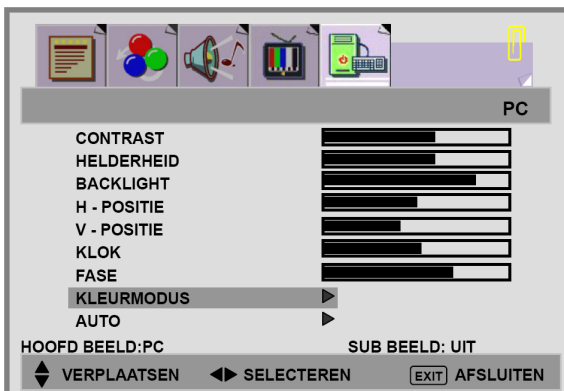 PC
CONTRAST
HELDERHEID
BACKLIGHT
H - POSITIE
V - POSITIE
KLOK
FASE
KLEURMODUS
AUTO
HOOFD BEELD:PC SUB BEELD: UIT
VERPLAATSEN SELECTEREN EXIT AFSLUITEN